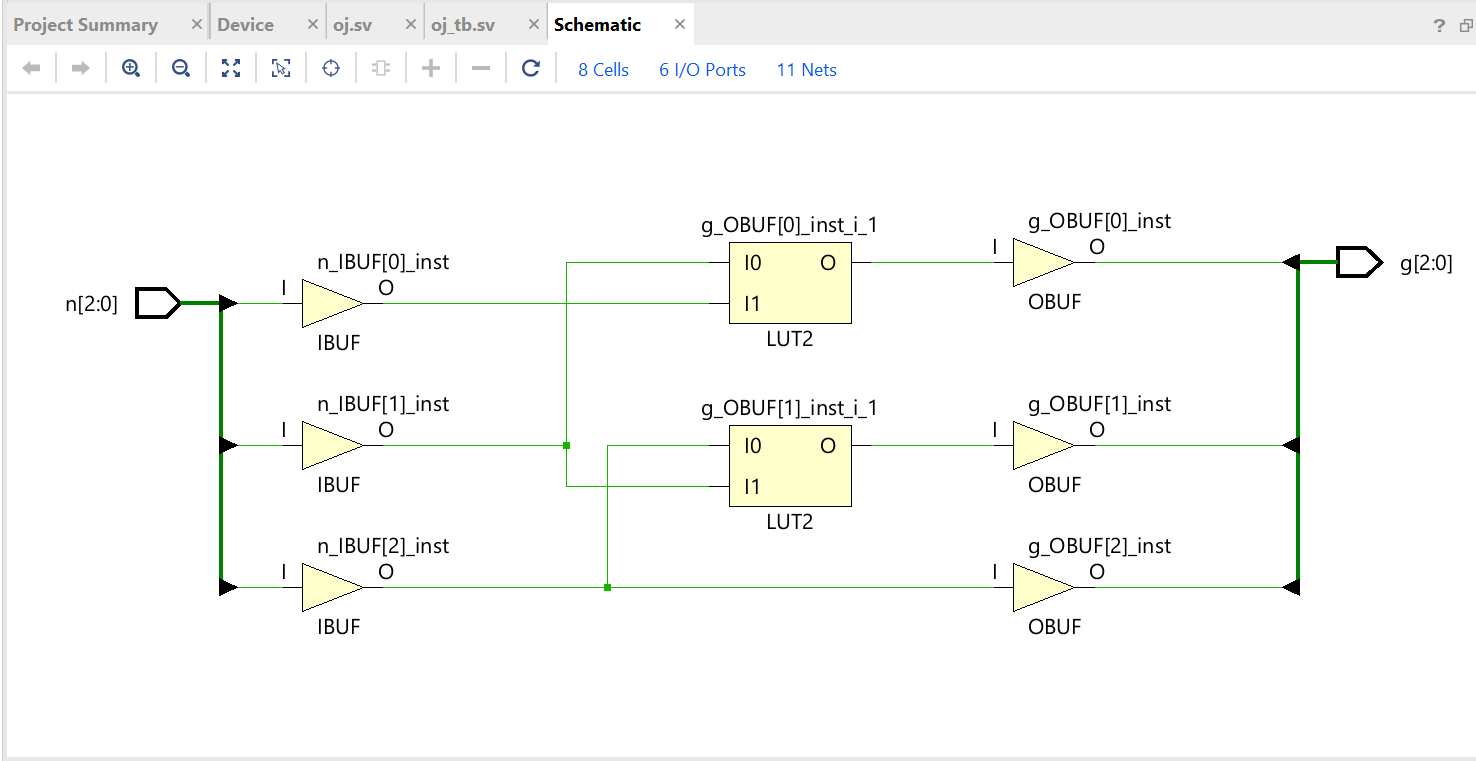 Project Summary × Device × oj.sv × oj_tb.sv × Schematic × ?
8 Cells 6 I/O Ports 11 Nets
g_OBUF[0]_inst_i_1
g_OBUF[0]_inst
I
O
n_IBUF[0]_inst
I0 O
g[2:0]
I
O
n[2:0]
I1
OBUF
IBUF
LUT2
n_IBUF[1]_inst
g_OBUF[1]_inst_i_1
g_OBUF[1]_inst
I
O
I0 O
I
O
IBUF
I1
OBUF
LUT2
n_IBUF[2]_inst
g_OBUF[2]_inst
I
O
I
O
IBUF
OBUF